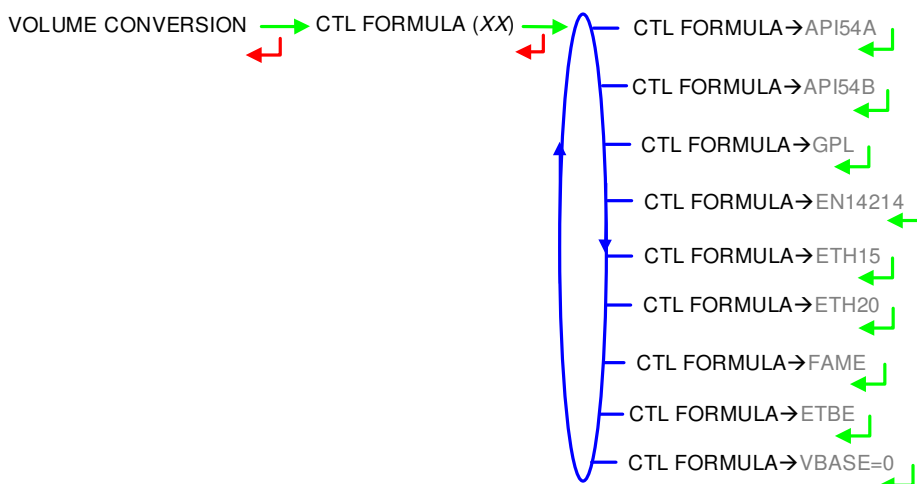 VOLUME CONVERSION
CTL FORMULA (XX)
CTL FORMULA→API54A
CTL FORMULA→API54B
CTL FORMULA→GPL
CTL FORMULA→EN14214
CTL FORMULA→ETH15
CTL FORMULA→ETH20
CTL FORMULA→FAME
CTL FORMULA→ETBE
CTL FORMULA→VBASE=0